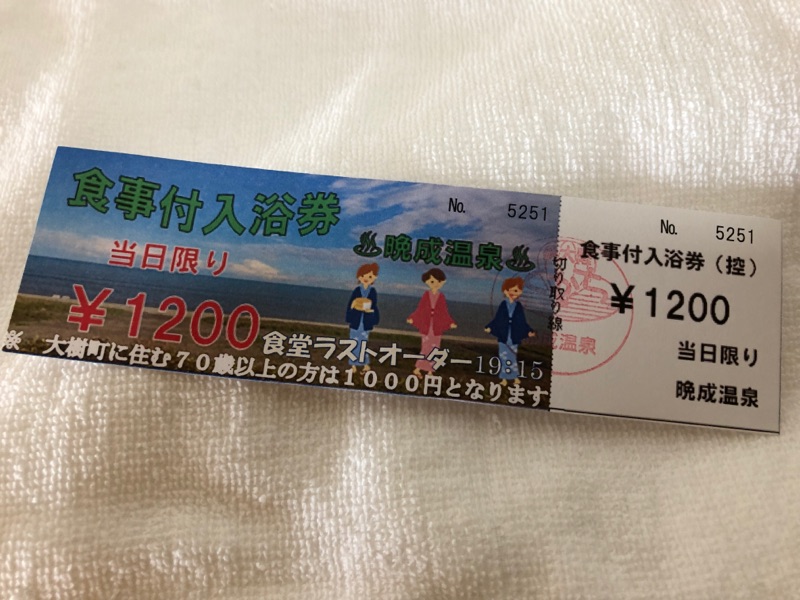 食事付入浴券
No. 5251
当日限り
♨晩成温泉♨
¥1200
食堂ラストオーダー19:15
※ 大樹町に住む70歳以上の方は1000円となります
切り取り線
晩成温泉
No. 5251
食事付入浴券（控）
¥1200
当日限り
晩成温泉